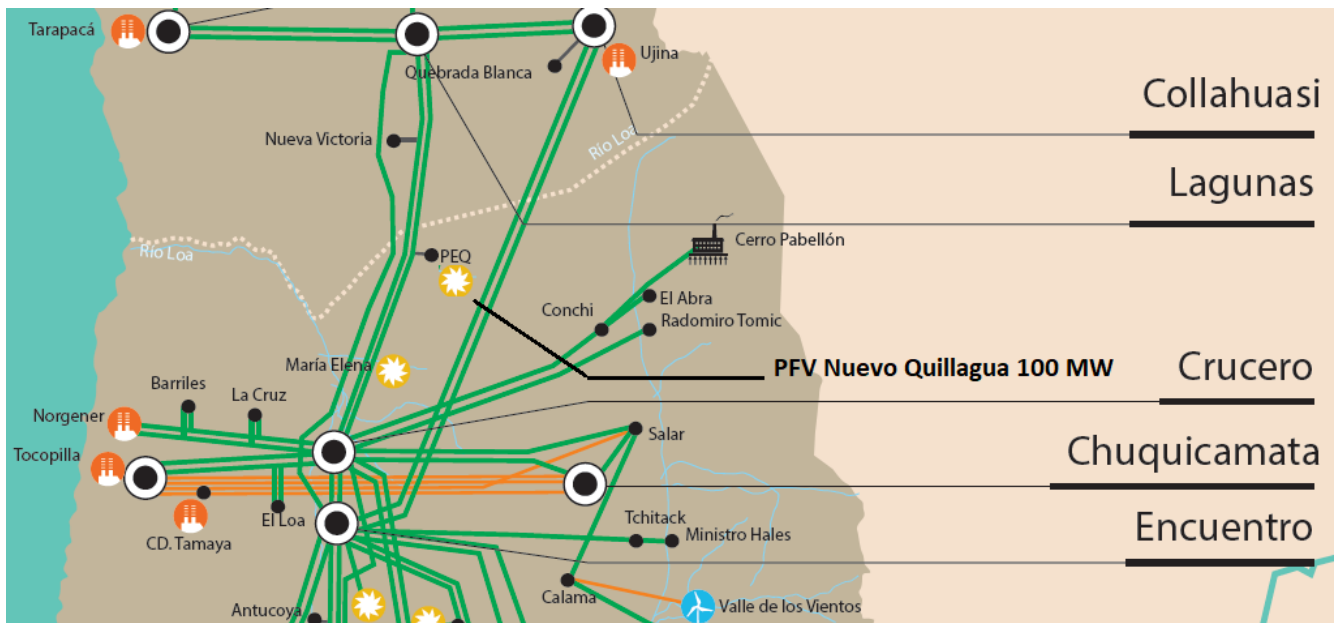 Tarapacá
Ujina
Quebrada Blanca
Collahuasi
Nueva Victoria
Río Loa
Lagunas
Río Loa
PEQ
Cerro Pabellón
El Abra
Conchi
Radomiro Tomic
María Elena
PFV Nuevo Quillagua 100 MW
Crucero
Barriles
La Cruz
Norgener
Salar
Tocopilla
Chuquicamata
El Loa
Tchitack
Ministro Hales
Encuentro
CD. Tamaya
Calama
Antucoya
Valle de los Vientos